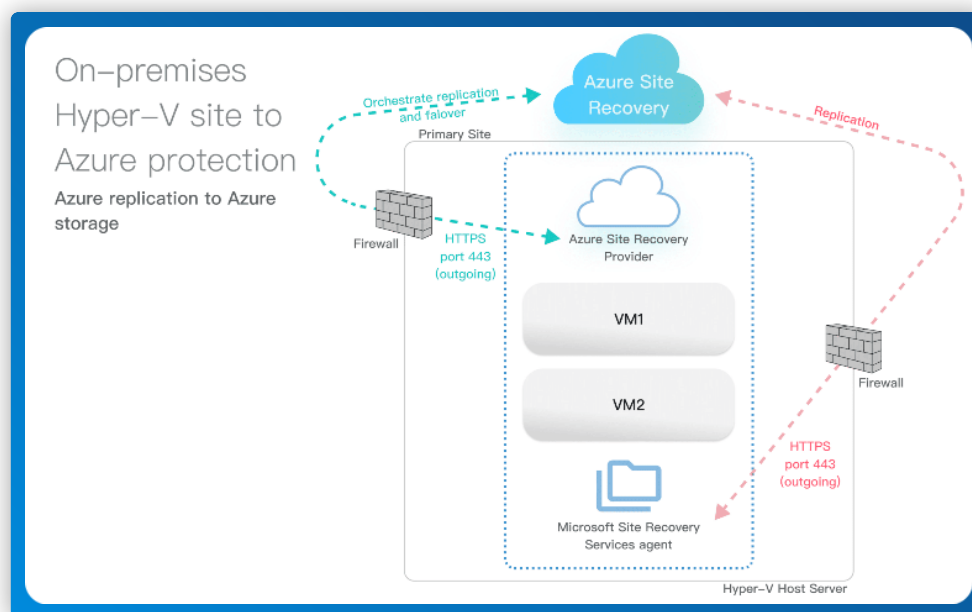 On-premises
Hyper-V site to
Azure protection
Azure replication to Azure
storage
Azure Site
Recovery
Orchestrate replication
and falover
Replication
Primary Site
Firewall
HTTPS
port 443
(outgoing)
Azure Site Recovery
Provider
VM1
VM2
Firewall
HTTPS
port 443
(outgoing)
Microsoft Site Recovery
Services agent
Hyper-V Host Server